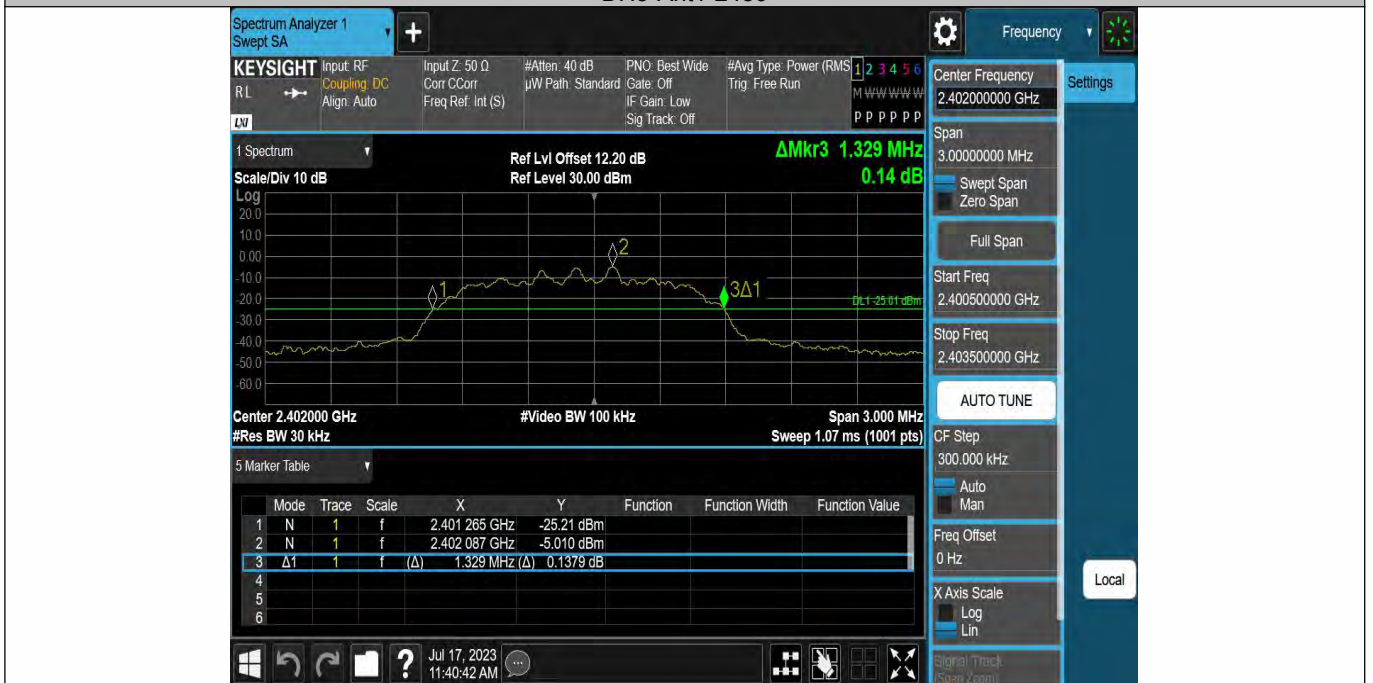 Spectrum Analyzer 1
Swept SA
+
Frequency
KEYSIGHT
RL
LXI
Input: RF
Coupling: DC
Align: Auto
Input Z: 50 Ω
Corr CCorr
Freq Ref: Int (S)
#Atten: 40 dB
µW Path: Standard
PNO: Best Wide
Gate: Off
IF Gain: Low
Sig Track: Off
#Avg Type: Power (RMS
Trig: Free Run
1 2 3 4 5 6
M W W W W W
P P P P P P
1 Spectrum
Scale/Div 10 dB
Ref Lvl Offset 12.20 dB
Ref Level 30.00 dBm
ΔMkr3 1.329 MHz
0.14 dB
Log
20.0
10.0
0.00
-10.0
-20.0
-30.0
-40.0
-50.0
-60.0
1
2
3Δ1
DL1 -25.01 dBm
Center 2.402000 GHz
#Video BW 100 kHz
Span 3.000 MHz
#Res BW 30 kHz
Sweep 1.07 ms (1001 pts)
5 Marker Table
Mode Trace Scale X Y Function Function Width Function Value
1 N 1 f 2.401 265 GHz -25.21 dBm
2 N 1 f 2.402 087 GHz -5.010 dBm
3 Δ1 1 f (Δ) 1.329 MHz (Δ) 0.1379 dB
4
5
6
Jul 17, 2023
11:40:42 AM
?
Center Frequency
2.402000000 GHz
Settings
Span
3.00000000 MHz
Swept Span
Zero Span
Full Span
Start Freq
2.400500000 GHz
Stop Freq
2.403500000 GHz
AUTO TUNE
CF Step
300.000 kHz
Auto
Man
Freq Offset
0 Hz
X Axis Scale
Log
Lin
Local
Signal Track
(Span Zoom)